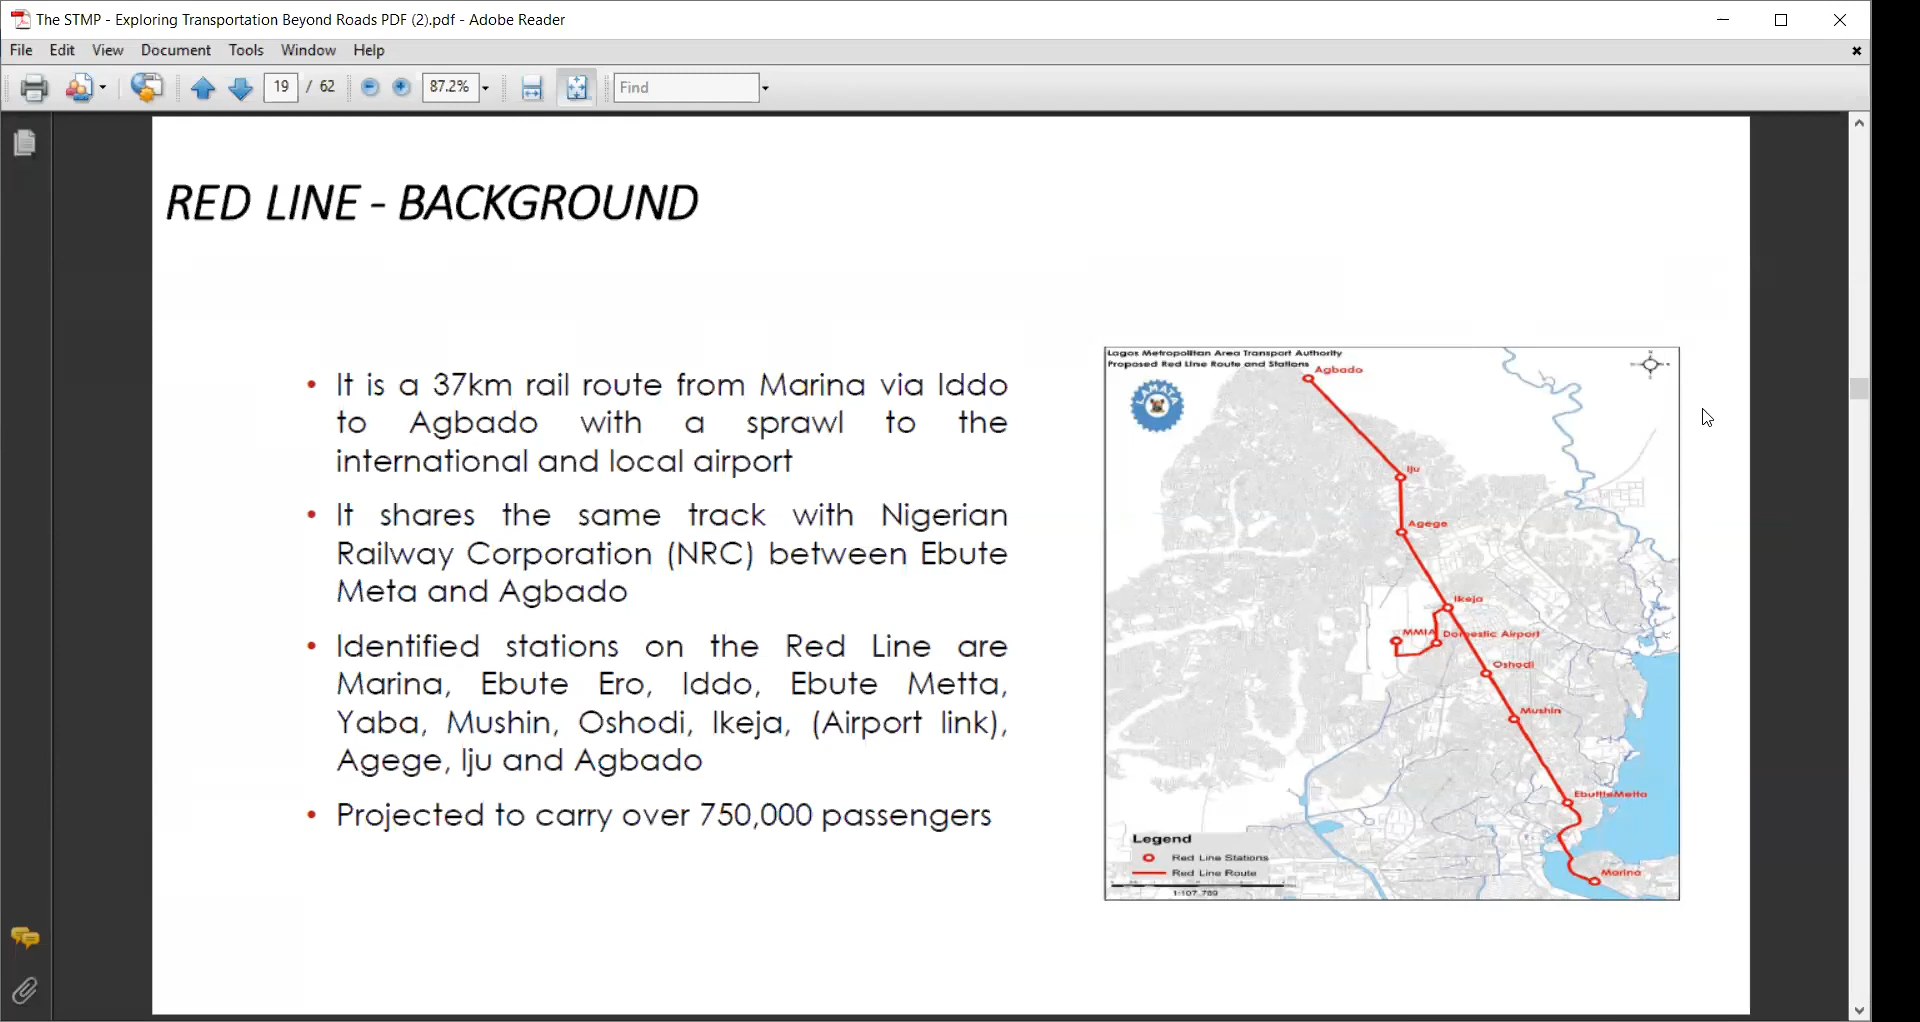 The STMP - Exploring Transportation Beyond Roads PDF (2).pdf - Adobe Reader
File Edit View Document Tools Window Help
19 / 62 87.2% Find
RED LINE - BACKGROUND
• It is a 37km rail route from Marina via Iddo
to Agbado with a sprawl to the
international and local airport
• It shares the same track with Nigerian
Railway Corporation (NRC) between Ebute
Meta and Agbado
• Identified stations on the Red Line are
Marina, Ebute Ero, Iddo, Ebute Metta,
Yaba, Mushin, Oshodi, Ikeja, (Airport link),
Agege, Iju and Agbado
• Projected to carry over 750,000 passengers
Lagos Metropolitan Area Transport Authority
Proposed Red Line Route and Stations
Agbado
LAMATA
Iju
Agege
Ikeja
MMIA Domestic Airport
Oshodi
Mushin
EbutteMetta
Marina
Legend
Red Line Stations
Red Line Route
1:107,789